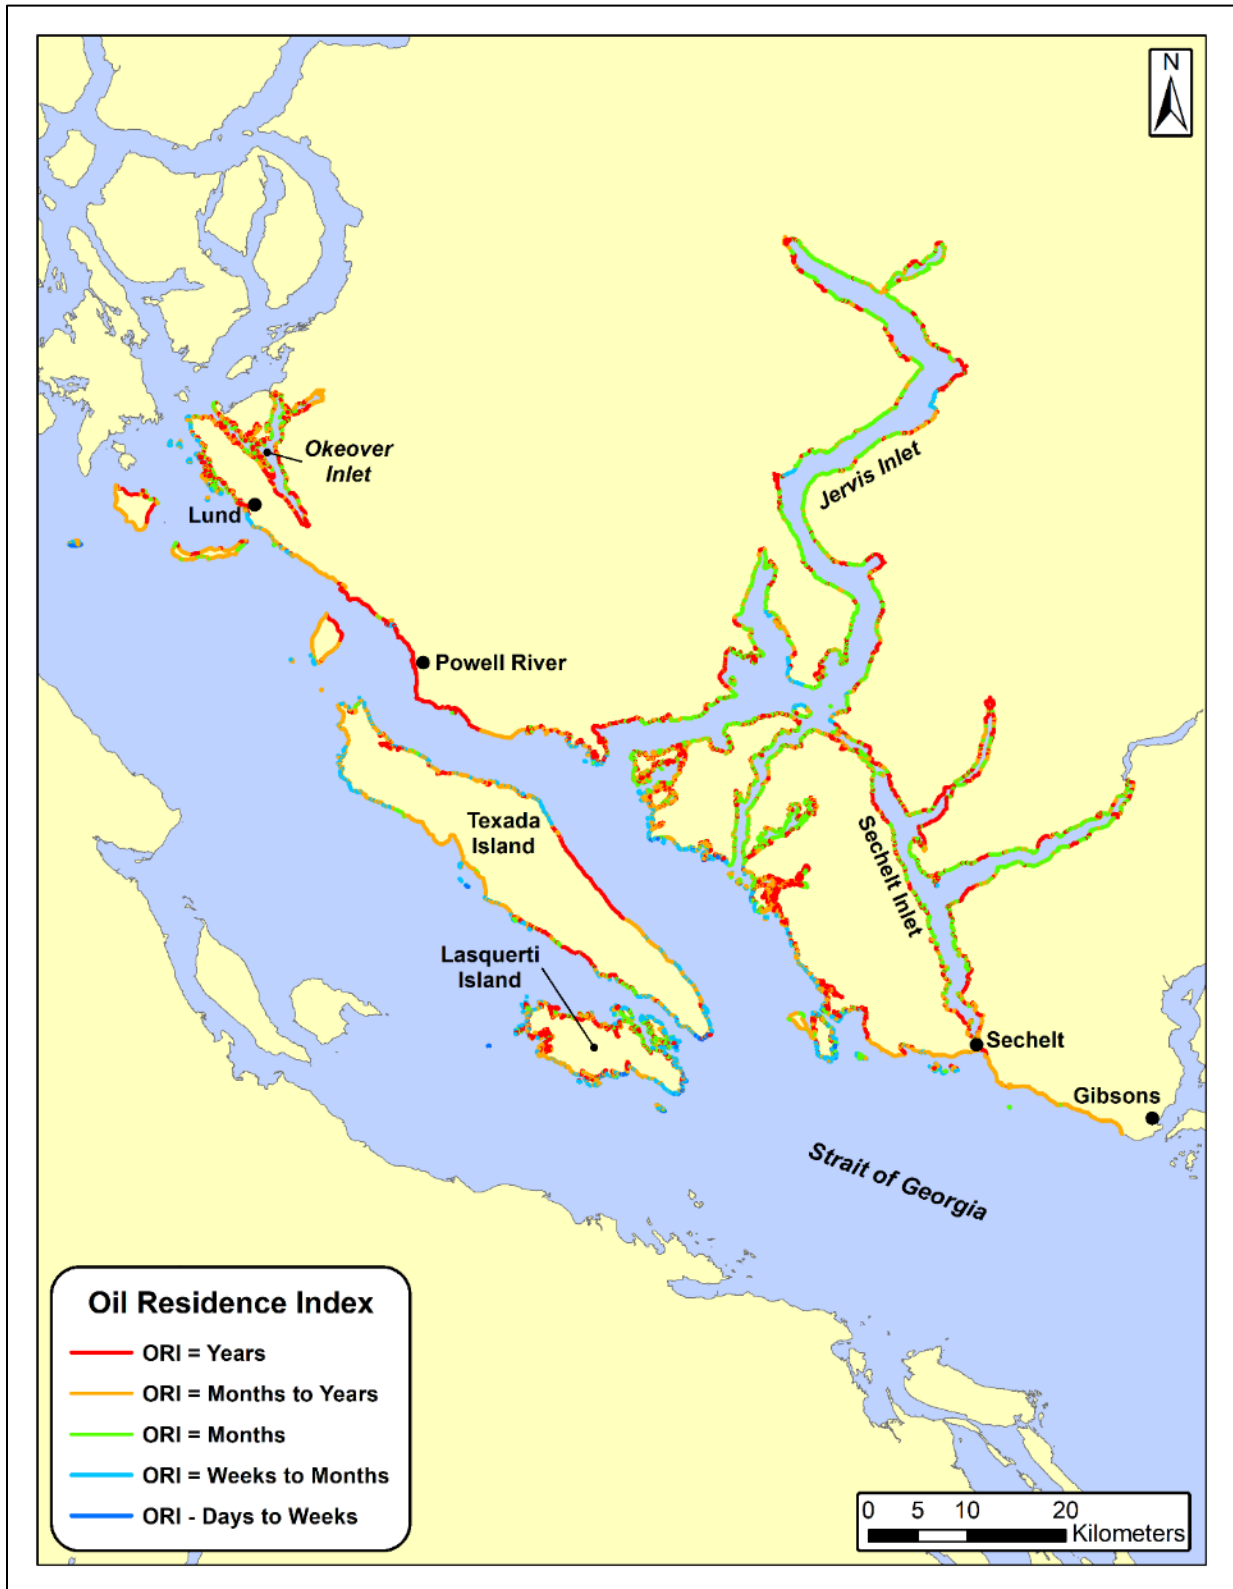 N
Okeover
Inlet
Lund
Jervis Inlet
Powell River
Texada
Island
Sechelt Inlet
Lasquerti
Island
Sechelt
Gibsons
Strait of Georgia
Oil Residence Index
ORI = Years
ORI = Months to Years
ORI = Months
ORI = Weeks to Months
ORI - Days to Weeks
0 5 10 20
Kilometers